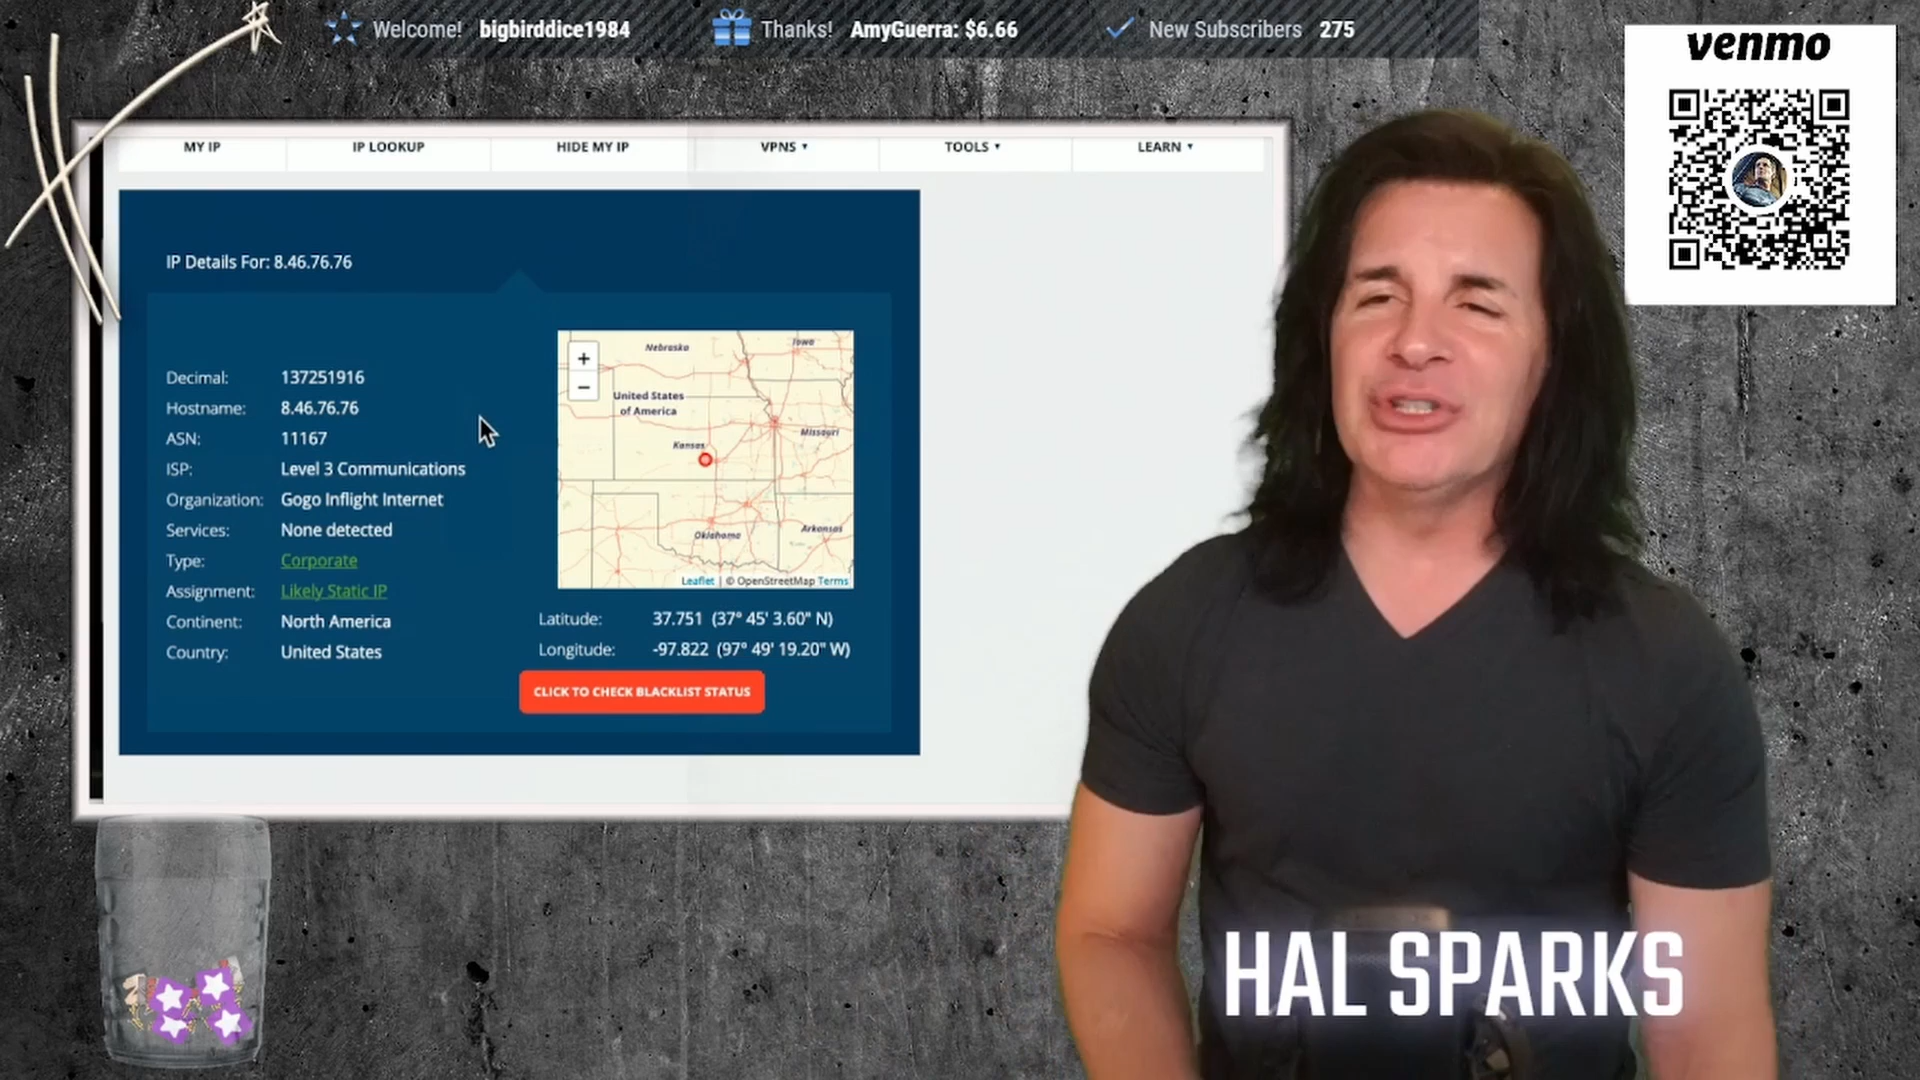 Welcome! bigbirddice1984
Thanks! AmyGuerra: $6.66
New Subscribers 275
venmo
MY IP
IP LOOKUP
HIDE MY IP
VPNS
TOOLS
LEARN
IP Details For: 8.46.76.76
Decimal: 137251916
Hostname: 8.46.76.76
ASN: 11167
ISP: Level 3 Communications
Organization: Gogo Inflight Internet
Services: None detected
Type: Corporate
Assignment: Likely Static IP
Continent: North America
Country: United States
+
−
Nebraska
Iowa
United States
of America
Kansas
Missouri
Oklahoma
Arkansas
Leaflet | © OpenStreetMap Terms
Latitude: 37.751 (37° 45' 3.60" N)
Longitude: -97.822 (97° 49' 19.20" W)
CLICK TO CHECK BLACKLIST STATUS
HAL SPARKS